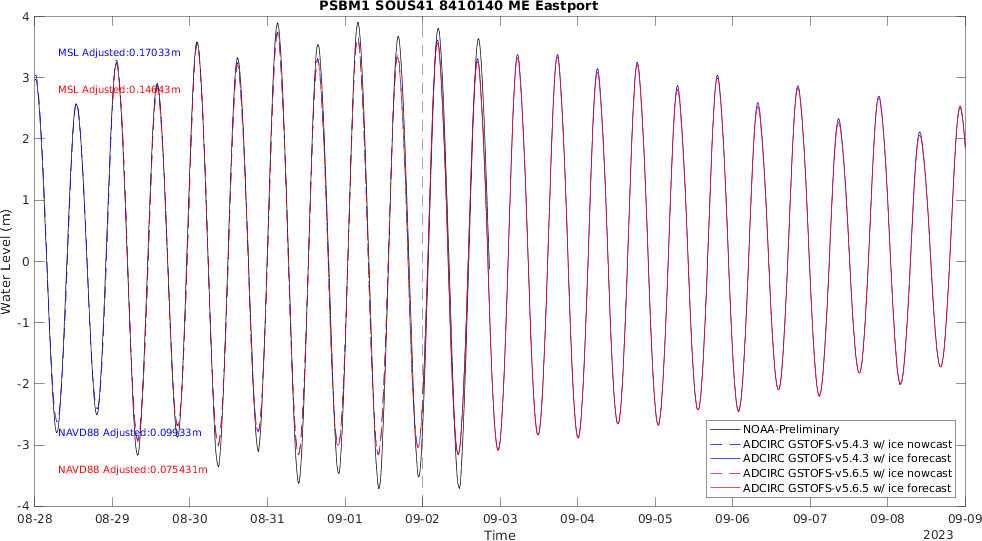 PSBM1 SOUS41 8410140 ME Eastport
4
3
2
1
0
-1
-2
-3
-4
Water Level (m)
MSL Adjusted:0.17033m
MSL Adjusted:0.14643m
NAVD88 Adjusted:0.09933m
NAVD88 Adjusted:0.075431m
NOAA-Preliminary
ADCIRC GSTOFS-v5.4.3 w/ ice nowcast
ADCIRC GSTOFS-v5.4.3 w/ ice forecast
ADCIRC GSTOFS-v5.6.5 w/ ice nowcast
ADCIRC GSTOFS-v5.6.5 w/ ice forecast
08-28 08-29 08-30 08-31 09-01 09-02 09-03 09-04 09-05 09-06 09-07 09-08 09-09
Time
2023